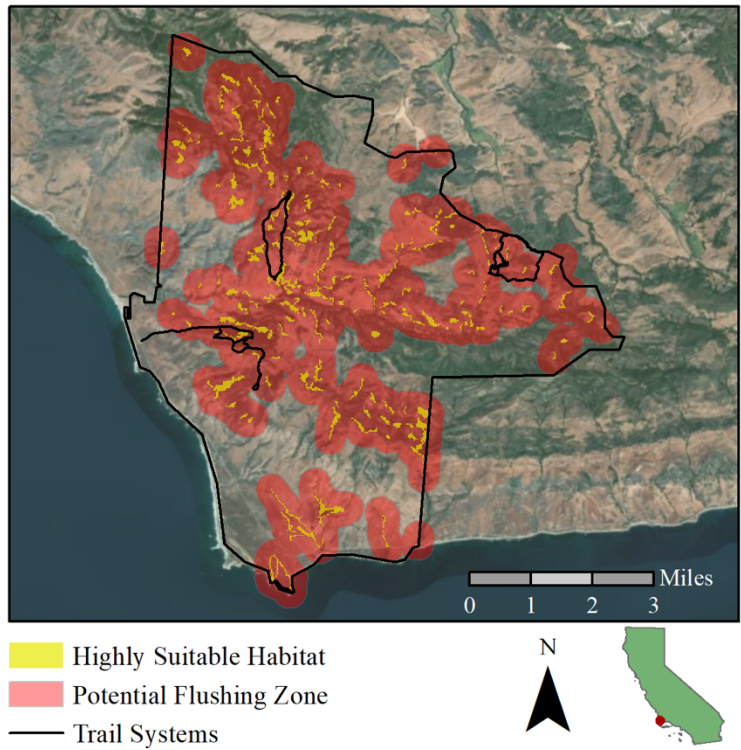 Miles
0 1 2 3
Highly Suitable Habitat
N
Potential Flushing Zone
Trail Systems